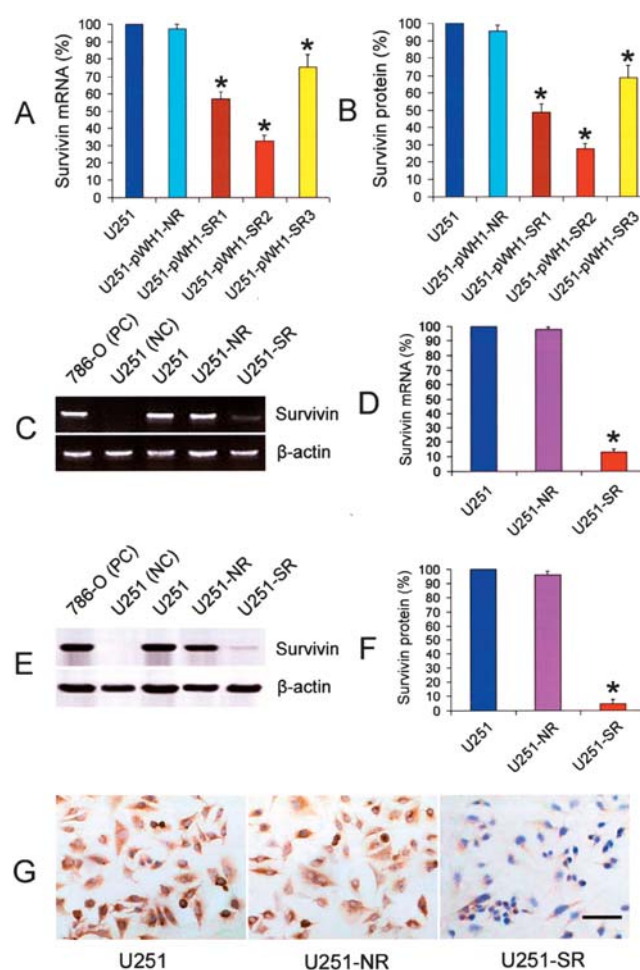 A
Survivin mRNA (%)
100
90
80
70
60
50
40
30
20
10
0
*
*
*
U251
U251-pWH1-NR
U251-pWH1-SR1
U251-pWH1-SR2
U251-pWH1-SR3
B
Survivin protein (%)
100
90
80
70
60
50
40
30
20
10
0
*
*
*
U251
U251-pWH1-NR
U251-pWH1-SR1
U251-pWH1-SR2
U251-pWH1-SR3
C
786-O (PC)
U251 (NC)
U251
U251-NR
U251-SR
Survivin
β-actin
D
Survivin mRNA (%)
100
90
80
70
60
50
40
30
20
10
0
*
U251
U251-NR
U251-SR
E
786-O (PC)
U251 (NC)
U251
U251-NR
U251-SR
Survivin
β-actin
F
Survivin protein (%)
100
90
80
70
60
50
40
30
20
10
0
*
U251
U251-NR
U251-SR
G
U251
U251-NR
U251-SR